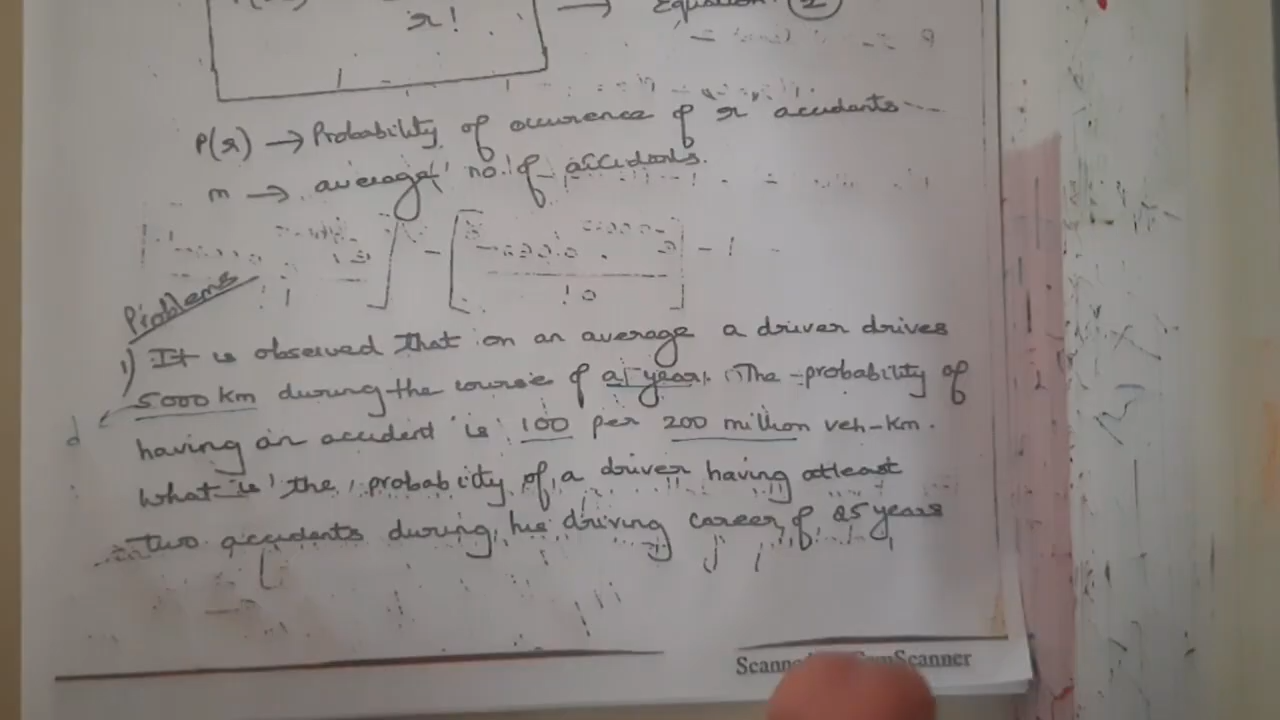 r!
→ Equation 2
P(r) → Probability of occurence of "r" accidents
m → average no. of accidents.
Problems
1) It is observed that on an average a driver drives
5000 km during the course of a year. The probability of
d
having an accident is 100 per 200 million veh-km.
What is the probability of a driver having atleast
two accidents during his driving career of 25 years
CamScanner